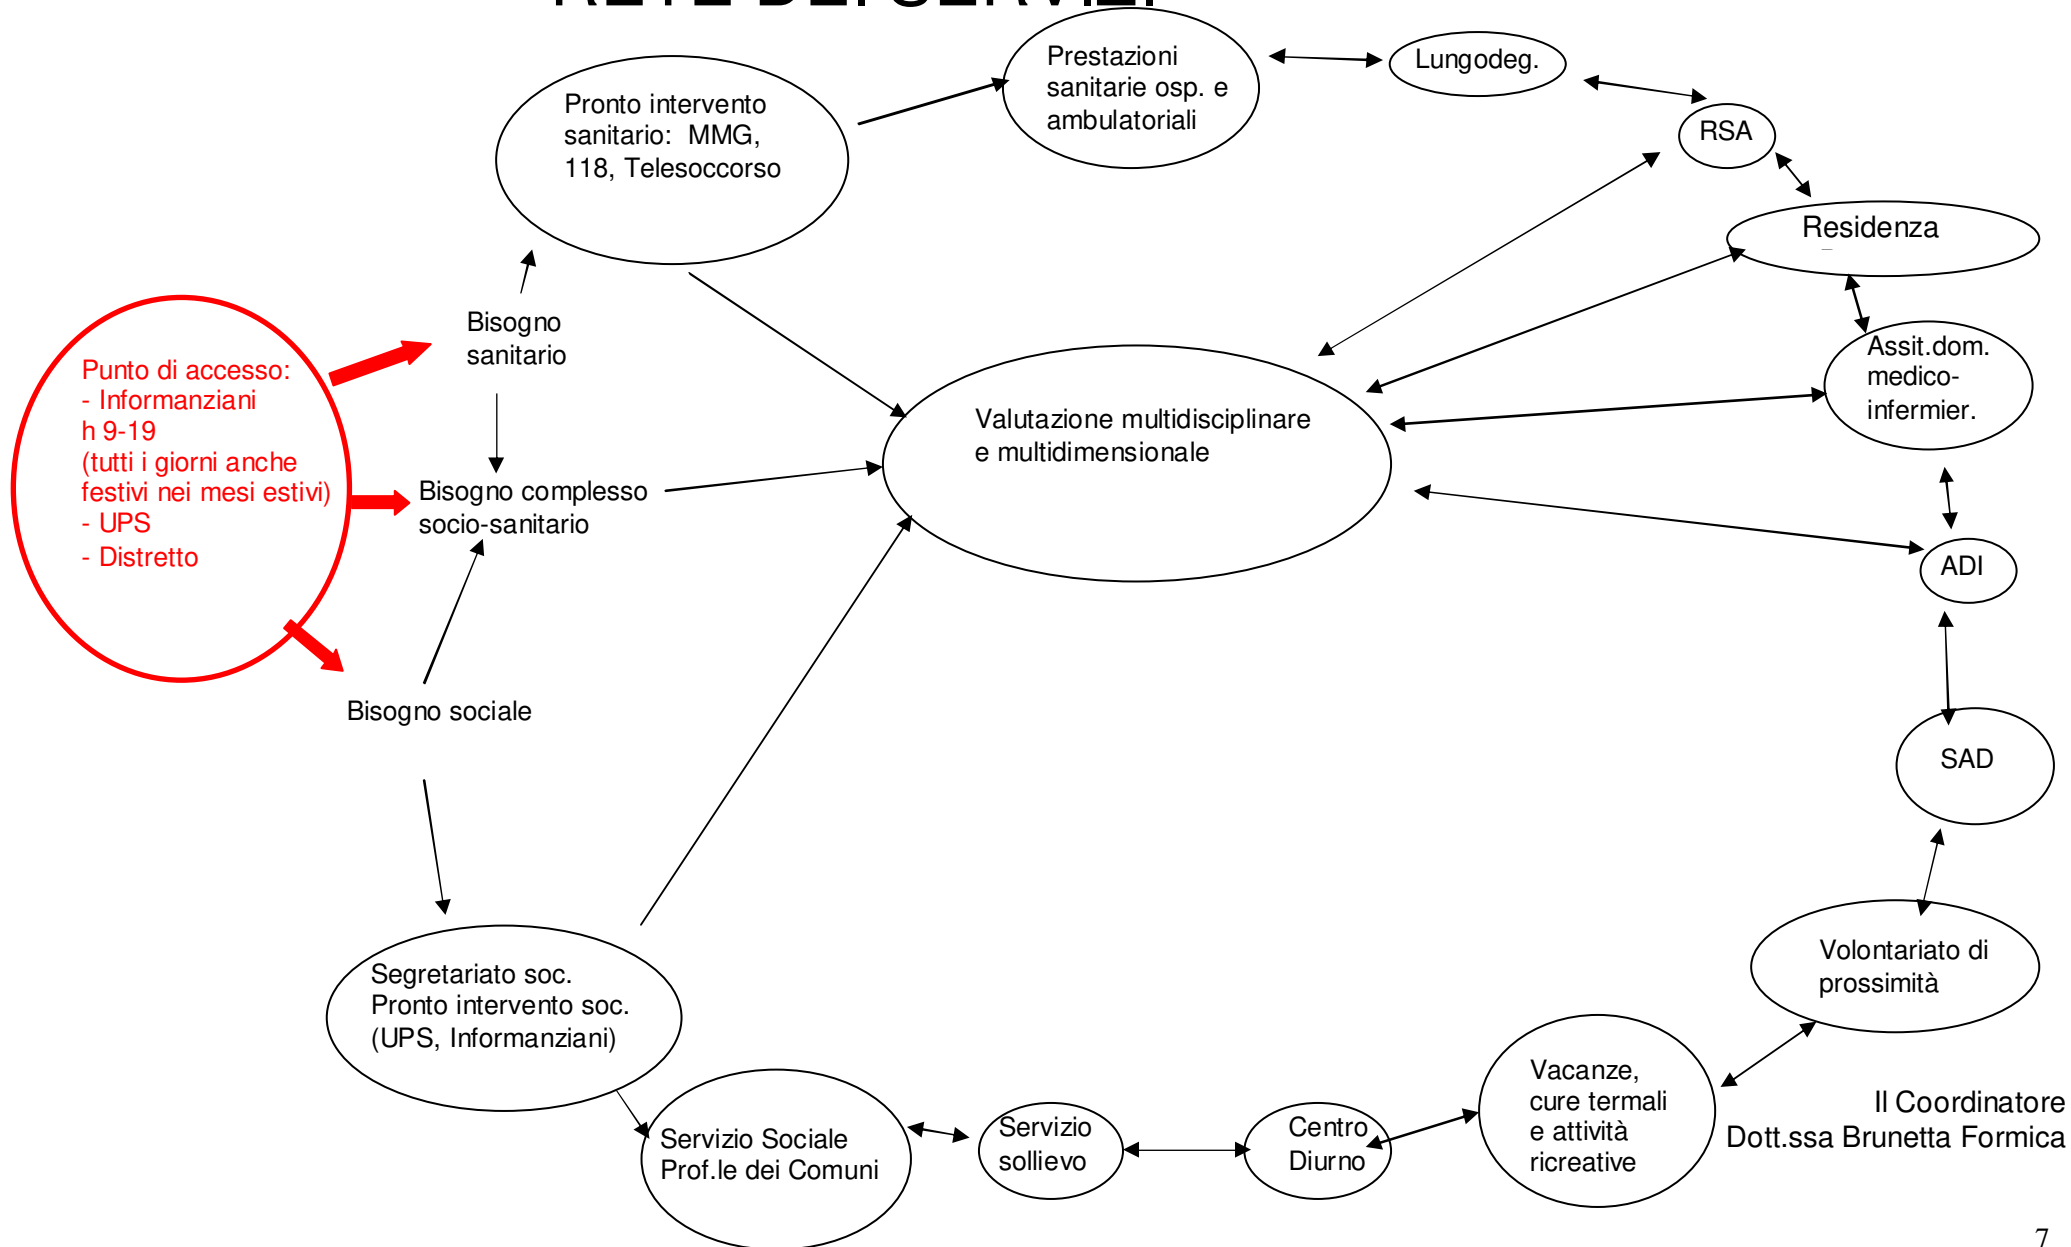 RETE DEI SERVIZI
Prestazioni
sanitarie osp. e
ambulatoriali
Lungodeg.
Pronto intervento
sanitario: MMG,
118, Telesoccorso
RSA
Residenza
Bisogno
sanitario
Punto di accesso:
- Informanziani
h 9-19
(tutti i giorni anche
festivi nei mesi estivi)
- UPS
- Distretto
Assit.dom.
medico-
infermier.
Valutazione multidisciplinare
e multidimensionale
Bisogno complesso
socio-sanitario
ADI
Bisogno sociale
SAD
Volontariato di
prossimità
Segretariato soc.
Pronto intervento soc.
(UPS, Informanziani)
Servizio Sociale
Prof.le dei Comuni
Servizio
sollievo
Centro
Diurno
Vacanze,
cure termali
e attività
ricreative
Il Coordinatore
Dott.ssa Brunetta Formica
7